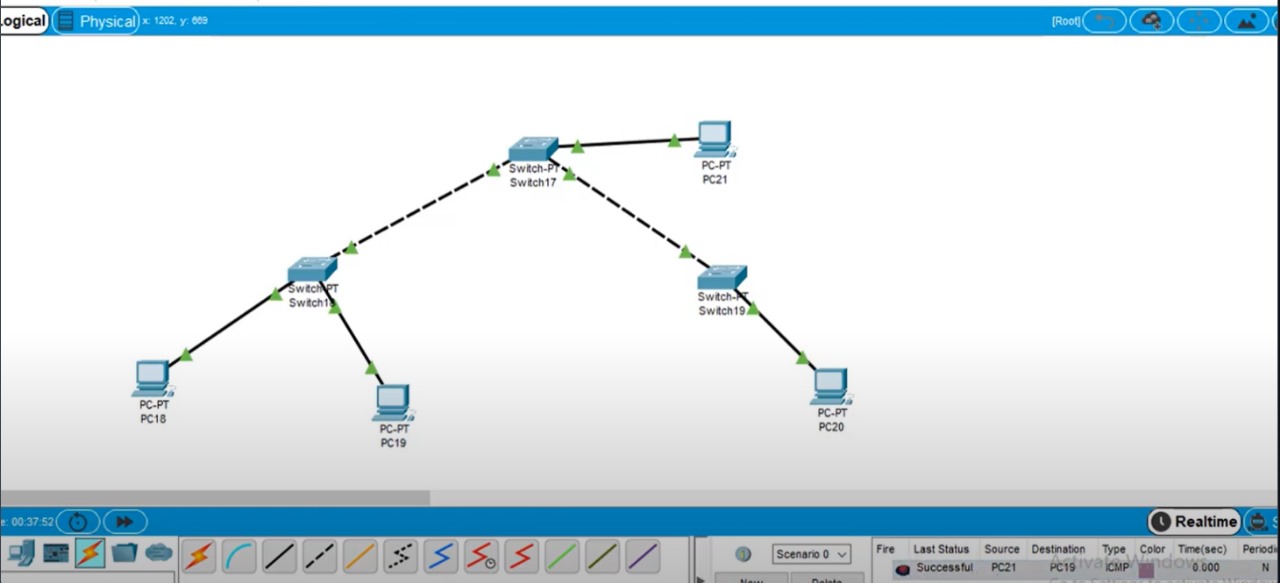 ogical Physical x: 1202, y: 669 [Root]
Switch-PT
Switch17
PC-PT
PC21
Switch-PT
Switch18
Switch-PT
Switch19
PC-PT
PC18
PC-PT
PC19
PC-PT
PC20
e: 00:37:52 Realtime S
Scenario 0 Fire Last Status Source Destination Type Color Time(sec) Periodi
Successful PC21 PC19 ICMP 0.000 N
Activate Windows
New Delete